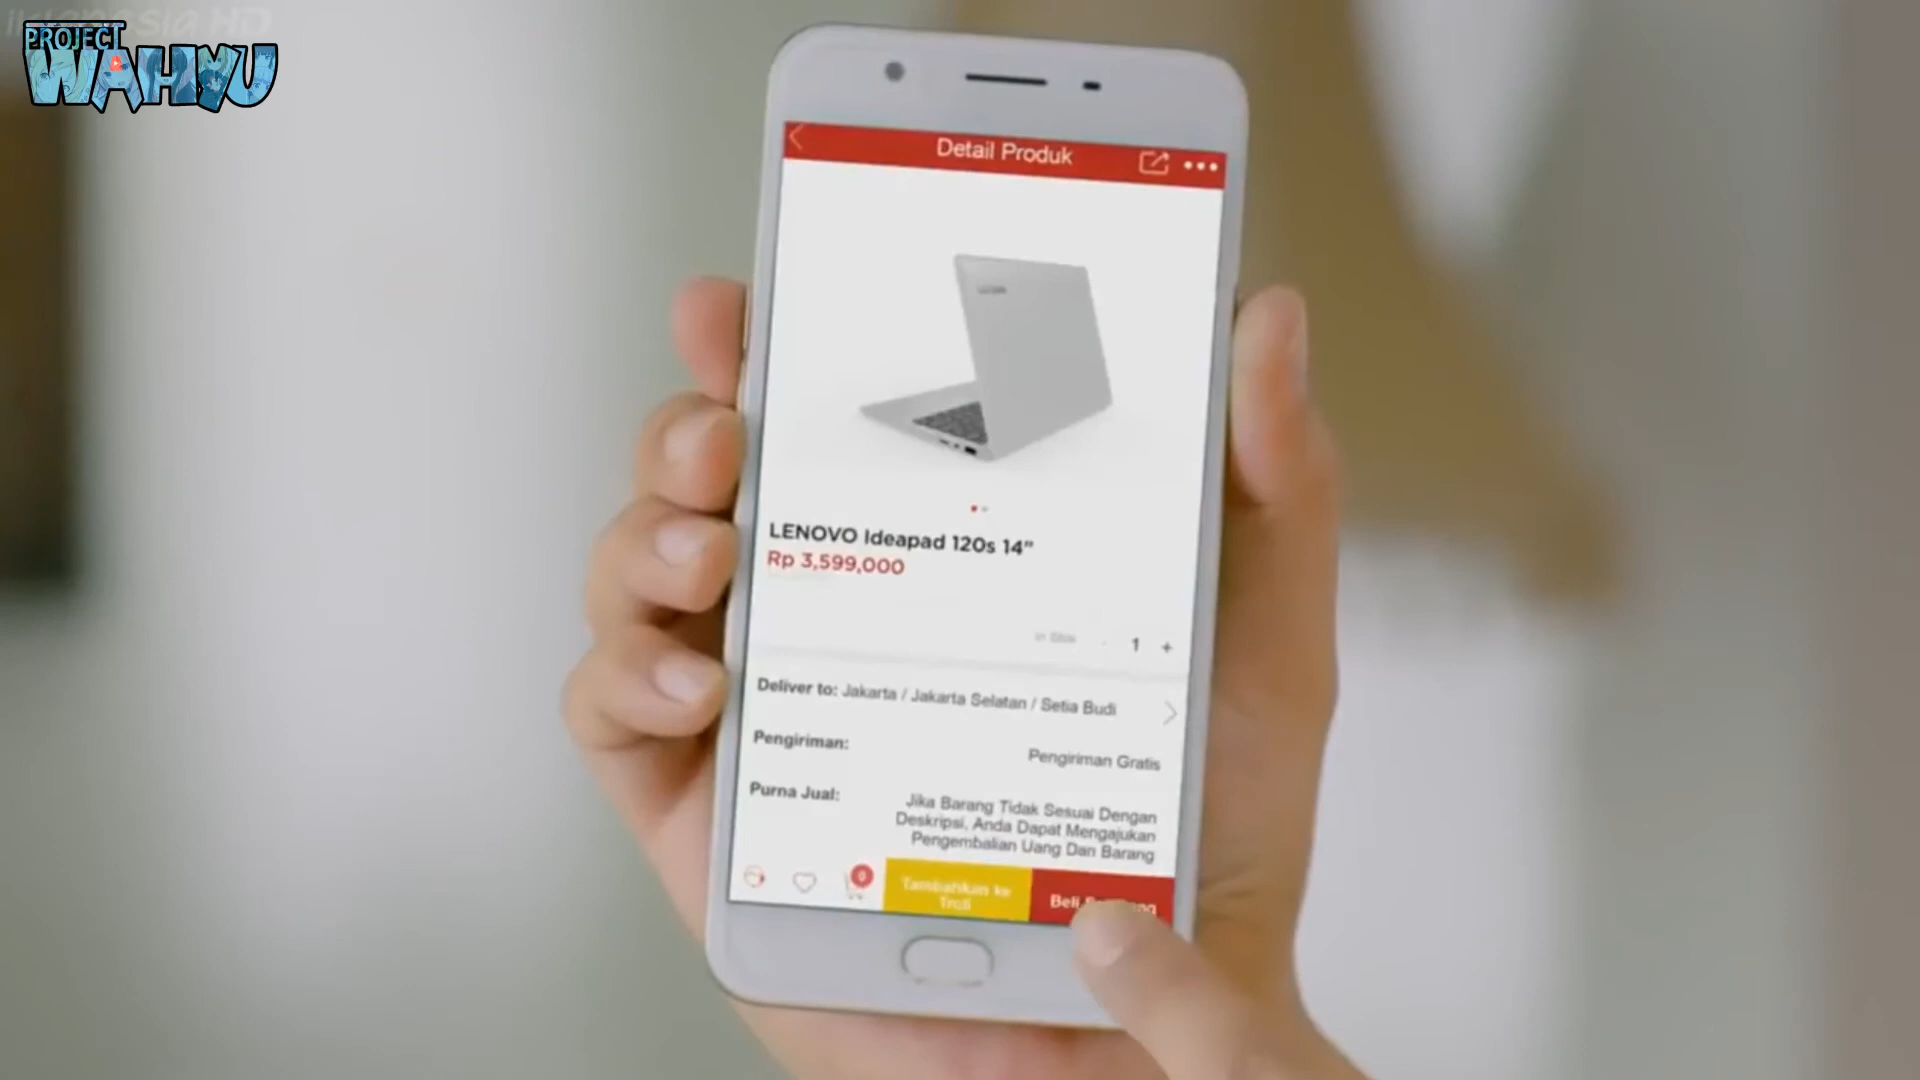 PROJECT
WAHYU
Detail Produk
LENOVO Ideapad 120s 14”
Rp 3,599,000
1 +
Deliver to: Jakarta / Jakarta Selatan / Setia Budi
Pengiriman:
Pengiriman Gratis
Purna Jual:
Jika Barang Tidak Sesuai Dengan
Deskripsi, Anda Dapat Mengajukan
Pengembalian Uang Dan Barang
0
Tambahkan ke
Troli
Beli